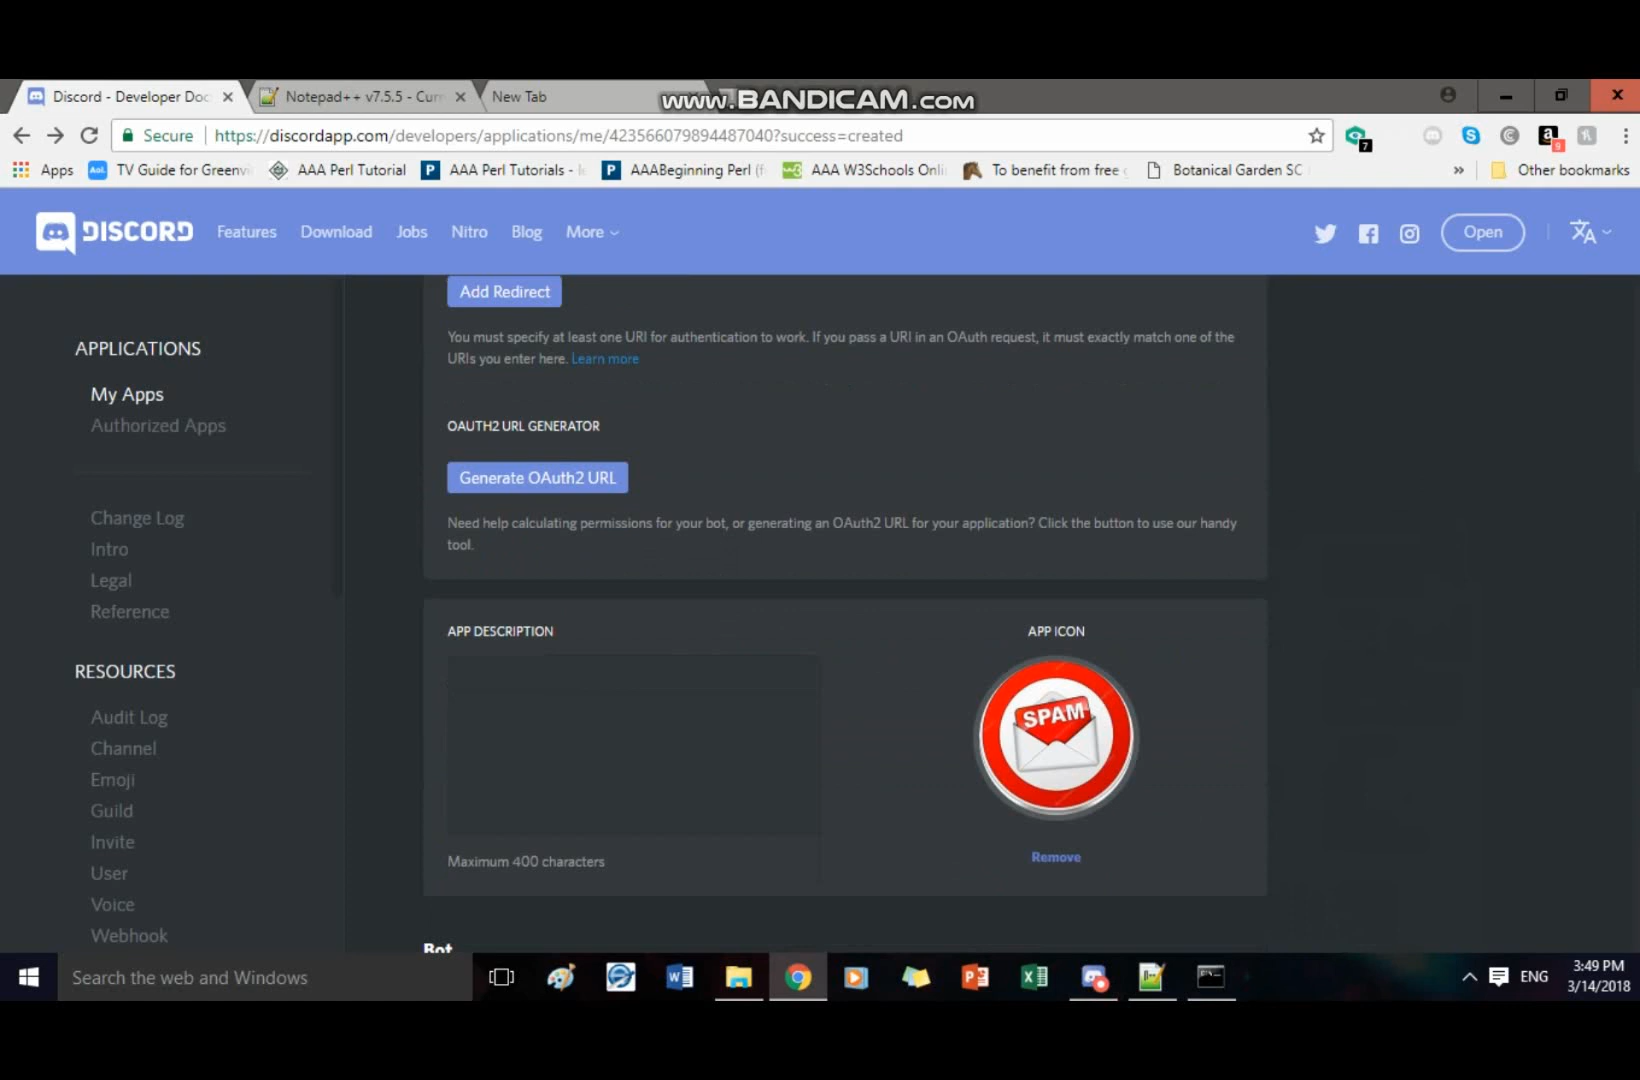 Discord - Developer Doc
Notepad++ v7.5.5 - Curr
New Tab
www.BANDICAM.com
Secure
https://discordapp.com/developers/applications/me/423566079894487040?success=created
7
9
Apps
Aol.
TV Guide for Greenvi
AAA Perl Tutorial
P
AAA Perl Tutorials - le
P
AAABeginning Perl (f
AAA W3Schools Onli
To benefit from free
Botanical Garden SC
»
Other bookmarks
DISCORD
Features
Download
Jobs
Nitro
Blog
More
Open
Add Redirect
You must specify at least one URI for authentication to work. If you pass a URI in an OAuth request, it must exactly match one of the
URIs you enter here. Learn more
APPLICATIONS
My Apps
Authorized Apps
Change Log
Intro
Legal
Reference
RESOURCES
Audit Log
Channel
Emoji
Guild
Invite
User
Voice
Webhook
OAUTH2 URL GENERATOR
Generate OAuth2 URL
Need help calculating permissions for your bot, or generating an OAuth2 URL for your application? Click the button to use our handy
tool.
APP DESCRIPTION
Maximum 400 characters
APP ICON
SPAM
Remove
Bot
Search the web and Windows
ENG
3:49 PM
3/14/2018